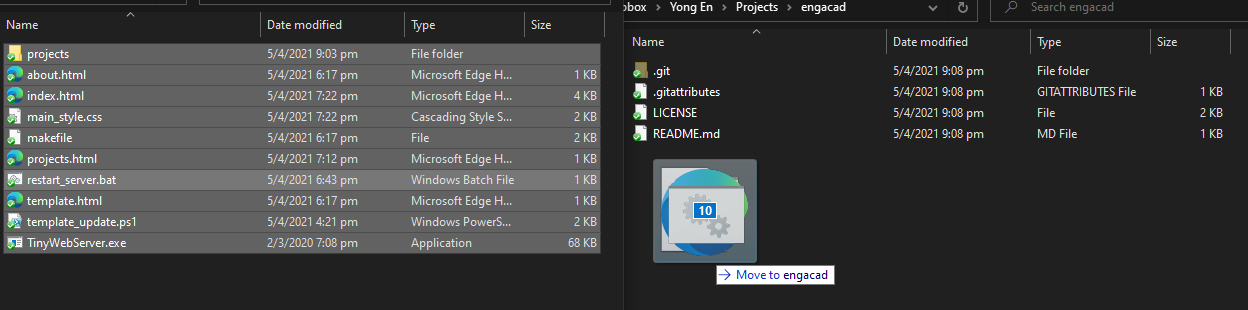 Name Date modified Type Size
projects 5/4/2021 9:03 pm File folder
about.html 5/4/2021 6:17 pm Microsoft Edge H... 1 KB
index.html 5/4/2021 7:22 pm Microsoft Edge H... 4 KB
main_style.css 5/4/2021 7:22 pm Cascading Style S... 2 KB
makefile 5/4/2021 6:17 pm File 2 KB
projects.html 5/4/2021 7:12 pm Microsoft Edge H... 1 KB
restart_server.bat 5/4/2021 6:43 pm Windows Batch File 1 KB
template.html 5/4/2021 6:17 pm Microsoft Edge H... 1 KB
template_update.ps1 5/4/2021 4:21 pm Windows PowerS... 2 KB
TinyWebServer.exe 2/3/2020 7:08 pm Application 68 KB
obox > Yong En > Projects > engacad Search engacad
Name Date modified Type Size
.git 5/4/2021 9:08 pm File folder
.gitattributes 5/4/2021 9:08 pm GITATTRIBUTES File 1 KB
LICENSE 5/4/2021 9:08 pm File 2 KB
README.md 5/4/2021 9:08 pm MD File 1 KB
10
Move to engacad